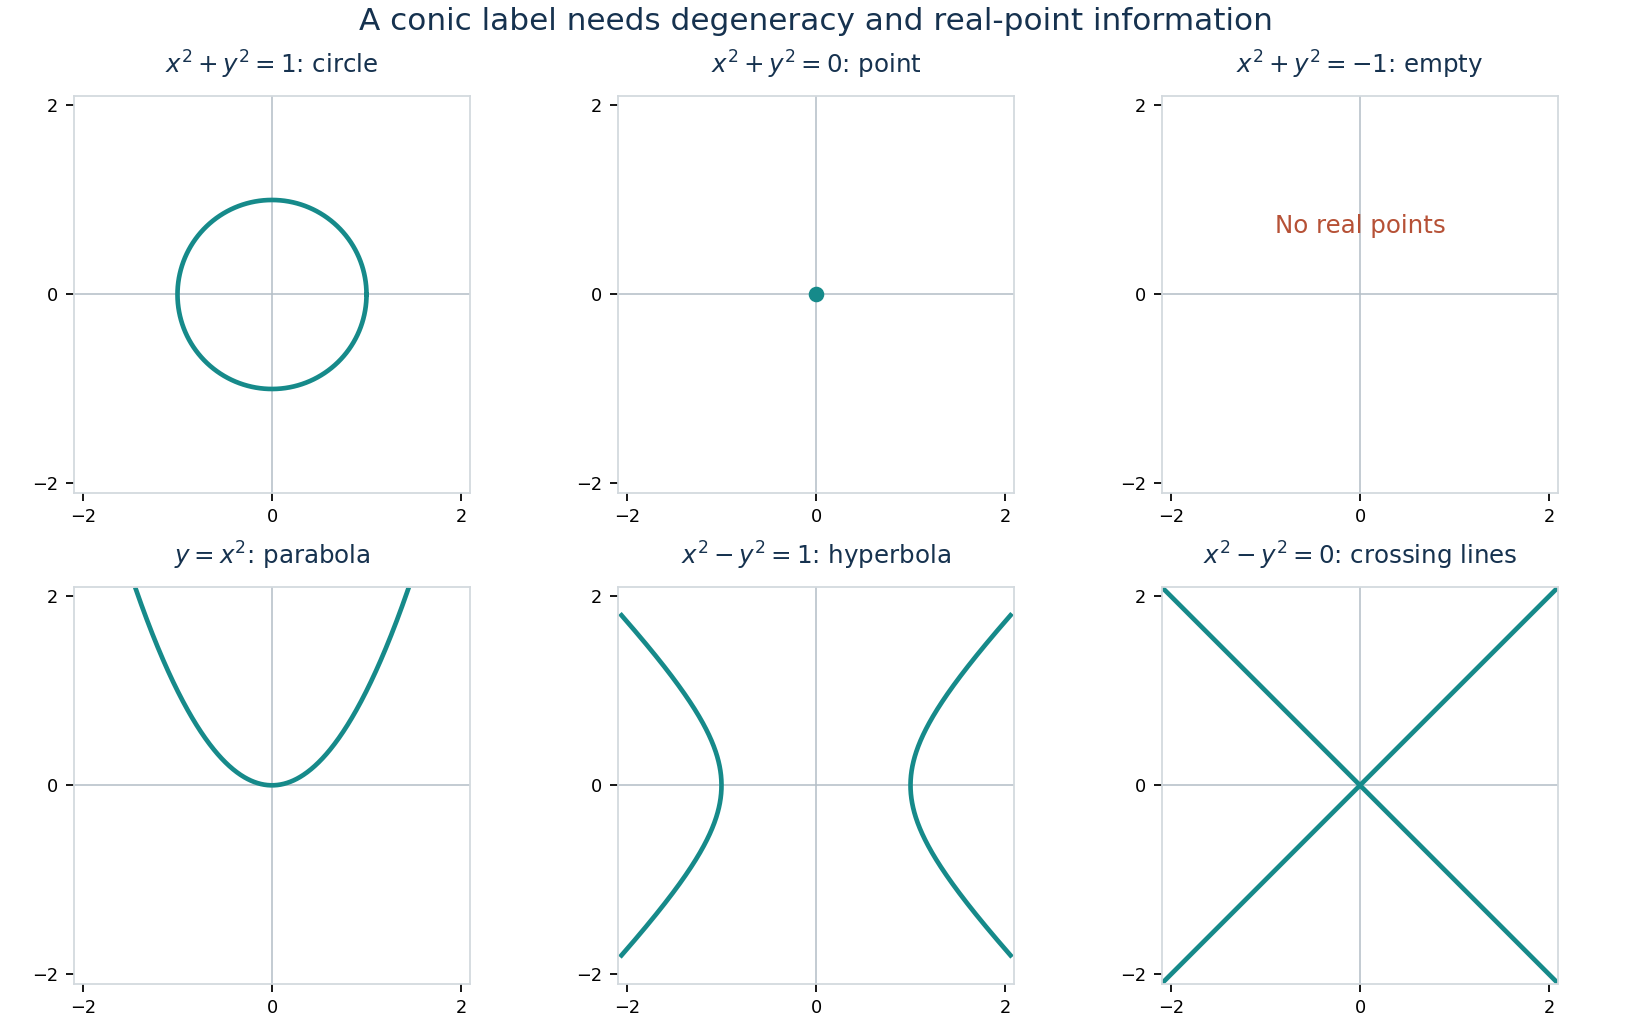 A conic label needs degeneracy and real-point information
x² + y² = 1: circle
x² + y² = 0: point
x² + y² = −1: empty
2
0
−2
−2 0 2
2
0
−2
−2 0 2
No real points
2
0
−2
−2 0 2
y = x²: parabola
x² − y² = 1: hyperbola
x² − y² = 0: crossing lines
2
0
−2
−2 0 2
2
0
−2
−2 0 2
2
0
−2
−2 0 2